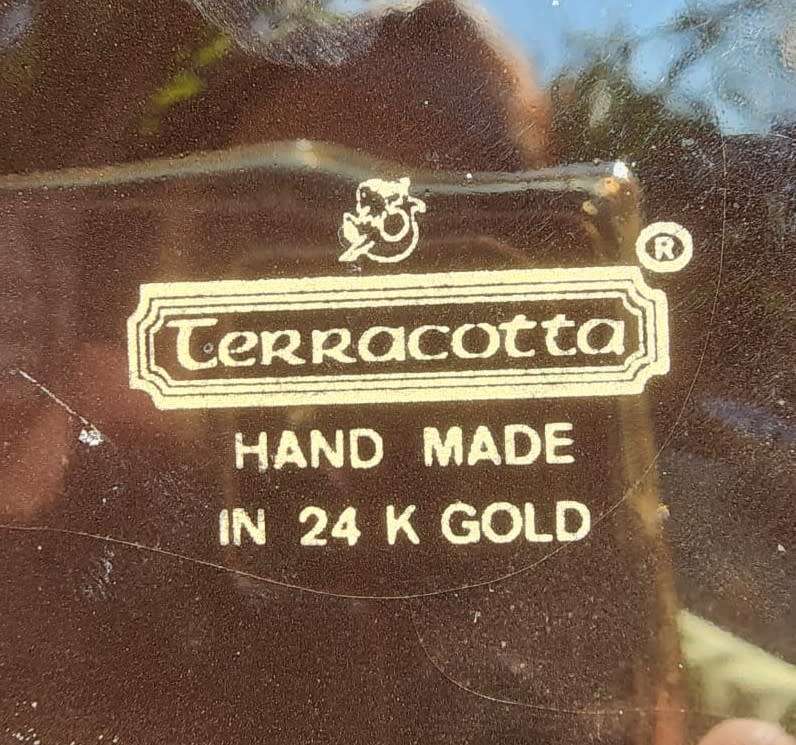 ®
Terracotta
HAND MADE
IN 24 K GOLD